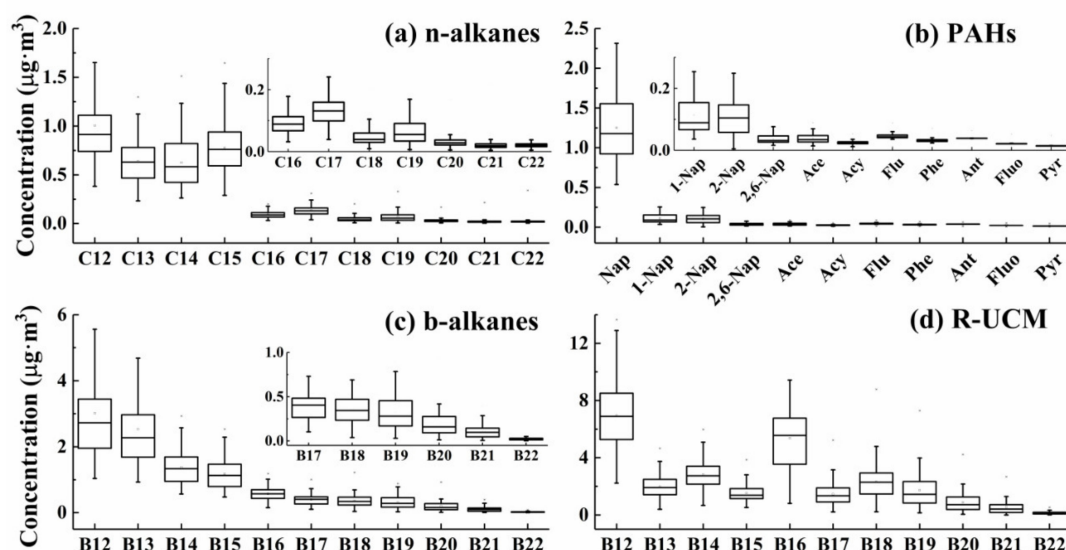 (a) n-alkanes
Concentration (μg·m³)
2.0
1.5
1.0
0.5
0.0
0.2
0.0
C16 C17 C18 C19 C20 C21 C22
C12 C13 C14 C15 C16 C17 C18 C19 C20 C21 C22
(b) PAHs
2.5
2.0
1.5
1.0
0.5
0.0
0.2
0.0
1-Nap 2-Nap 2,6-Nap Ace Acy Flu Phe Ant Fluo Pyr
Nap 1-Nap 2-Nap 2,6-Nap Ace Acy Flu Phe Ant Fluo Pyr
(c) b-alkanes
Concentration (μg·m³)
6
4
2
0
1.0
0.5
0.0
B17 B18 B19 B20 B21 B22
B12 B13 B14 B15 B16 B17 B18 B19 B20 B21 B22
(d) R-UCM
12
8
4
0
B12 B13 B14 B15 B16 B17 B18 B19 B20 B21 B22